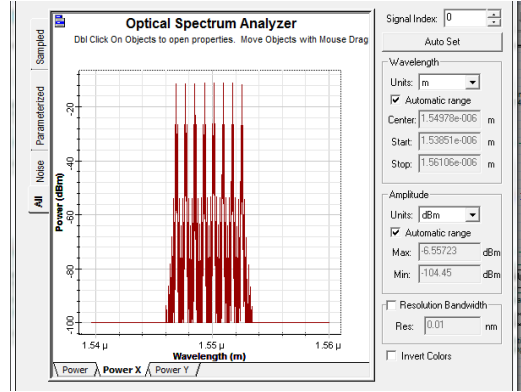 Optical Spectrum Analyzer
Dbl Click On Objects to open properties. Move Objects with Mouse Drag
Sampled
Parameterized
Noise
All
Power (dBm)
-20
-40
-60
-80
-100
1.54 µ
1.55 µ
1.56 µ
Wavelength (m)
Power
Power X
Power Y
Signal Index: 0
Auto Set
Wavelength
Units: m
Automatic range
Center: 1.54978e-006 m
Start: 1.53851e-006 m
Stop: 1.56106e-006 m
Amplitude
Units: dBm
Automatic range
Max: -6.55723 dBm
Min: -104.45 dBm
Resolution Bandwidth
Res: 0.01 nm
Invert Colors